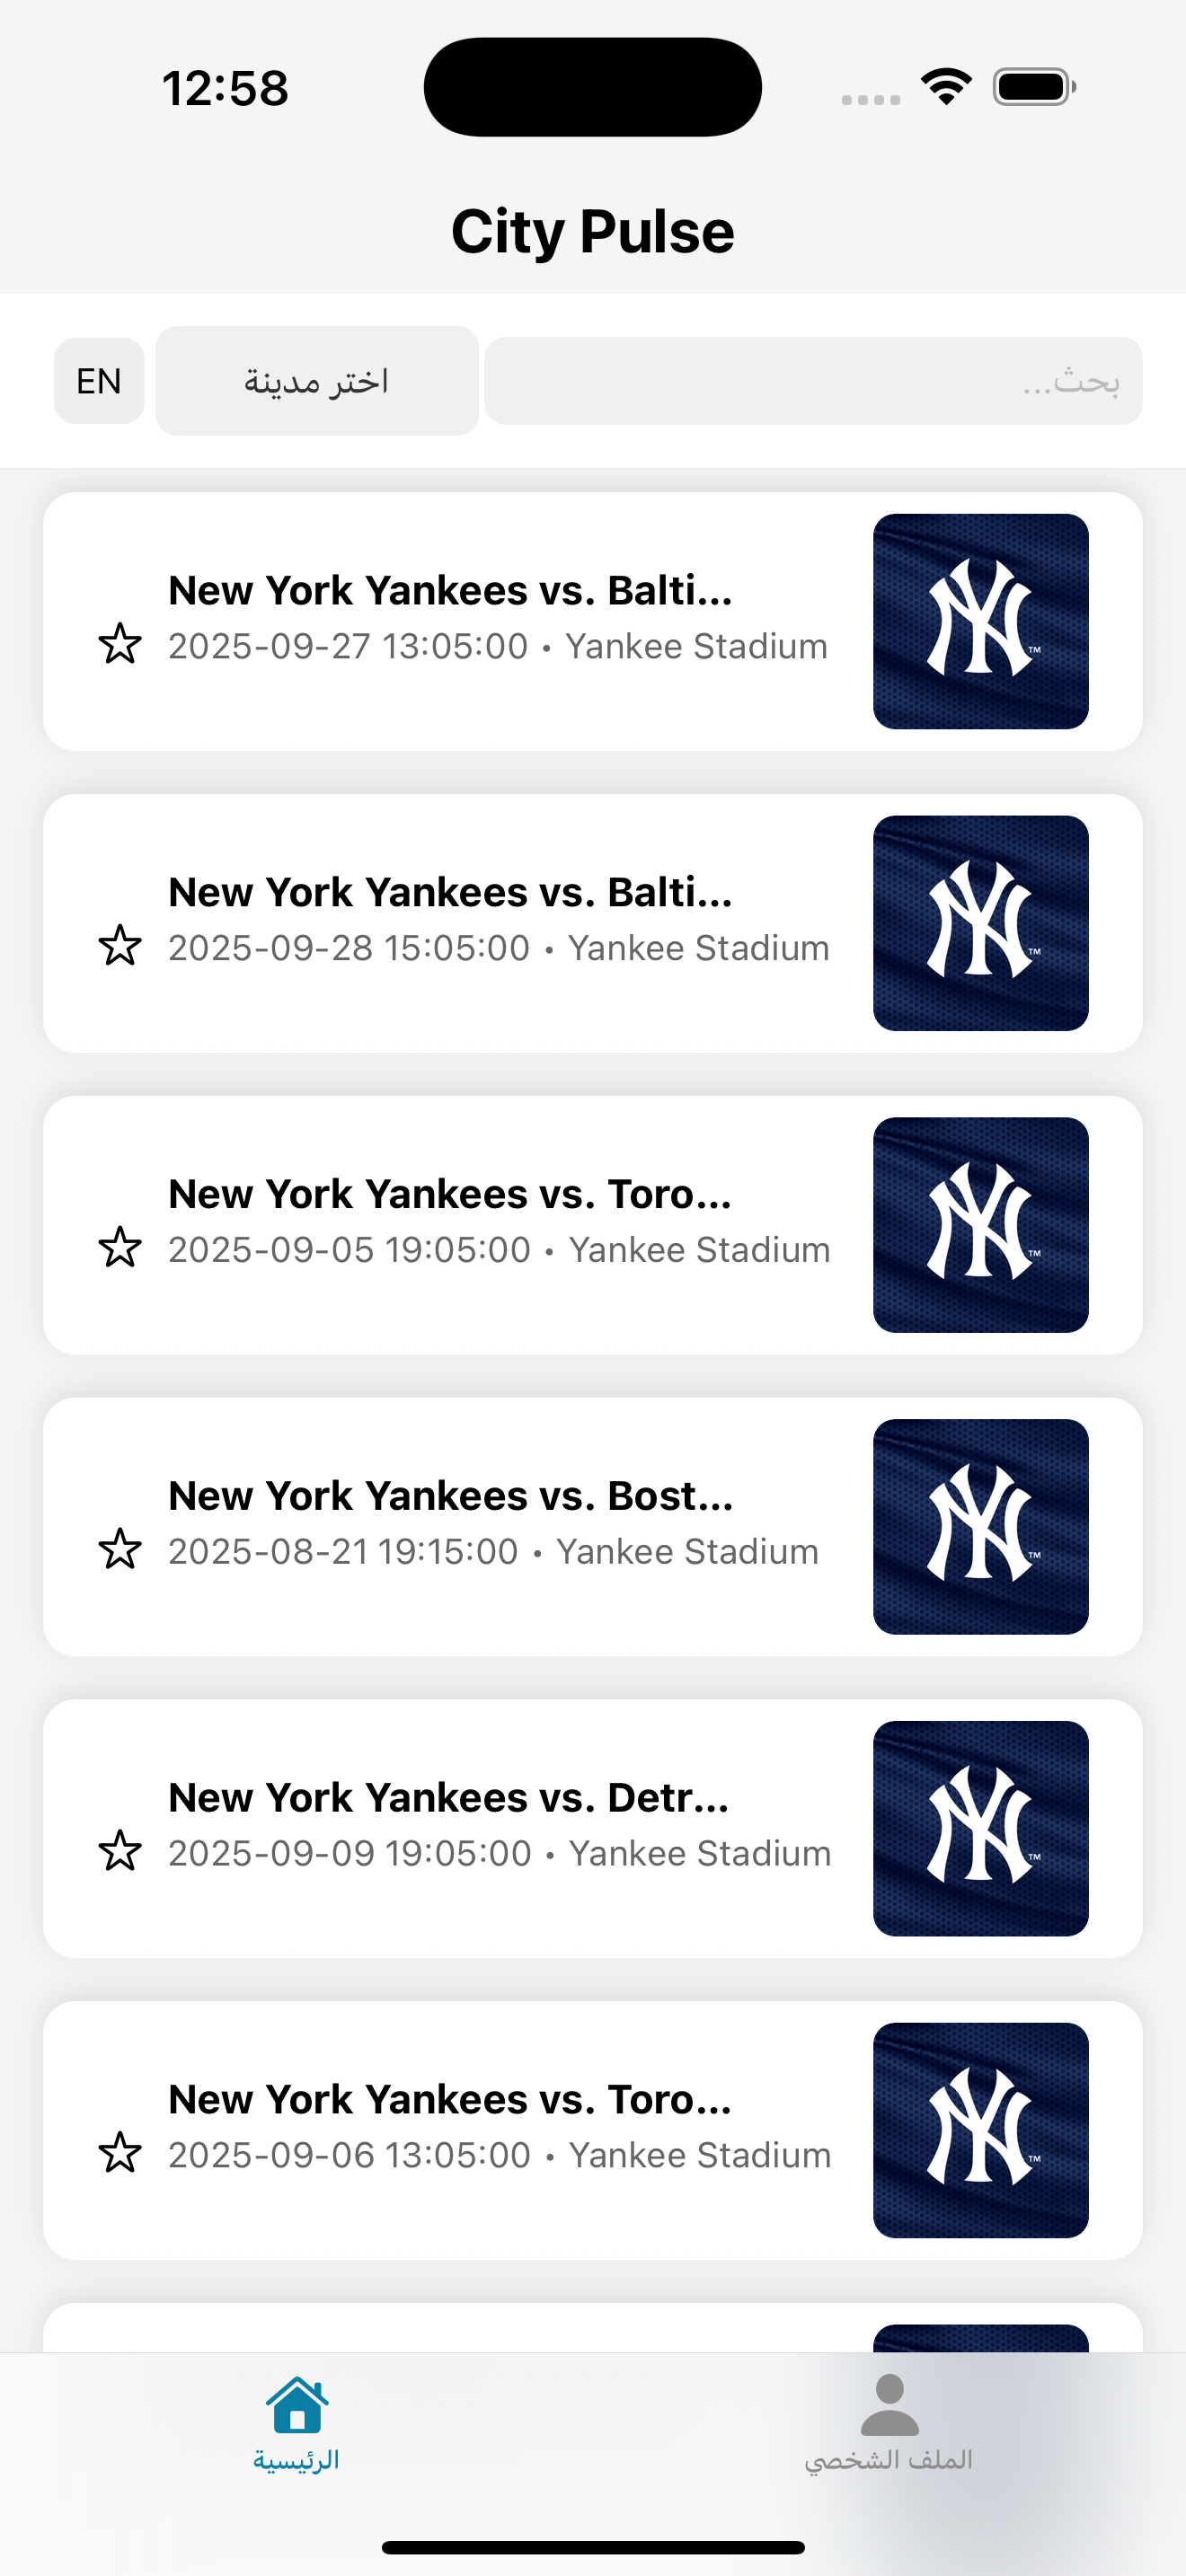 12:58
City Pulse
بحث...
اختر مدينة
EN
New York Yankees vs. Balti...
2025-09-27 13:05:00 • Yankee Stadium
New York Yankees vs. Balti...
2025-09-28 15:05:00 • Yankee Stadium
New York Yankees vs. Toro...
2025-09-05 19:05:00 • Yankee Stadium
New York Yankees vs. Bost...
2025-08-21 19:15:00 • Yankee Stadium
New York Yankees vs. Detr...
2025-09-09 19:05:00 • Yankee Stadium
New York Yankees vs. Toro...
2025-09-06 13:05:00 • Yankee Stadium
الملف الشخصي
الرئيسية